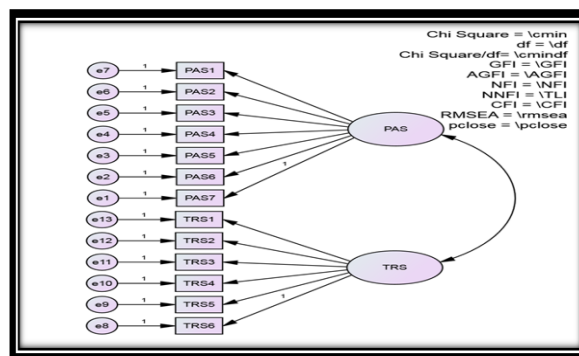 Chi Square = \cmin
df = \df
Chi Square/df= \cmindf
GFI = \GFI
AGFI = \AGFI
NFI = \NFI
NNFI = \TLI
CFI = \CFI
RMSEA = \rmsea
pclose = \pclose
e7 1 PAS1
e6 1 PAS2
e5 1 PAS3
e4 1 PAS4
e3 1 PAS5
e2 1 PAS6
e1 1 PAS7
1
PAS
e13 1 TRS1
e12 1 TRS2
e11 1 TRS3
e10 1 TRS4
e9 1 TRS5
e8 1 TRS6
1
TRS